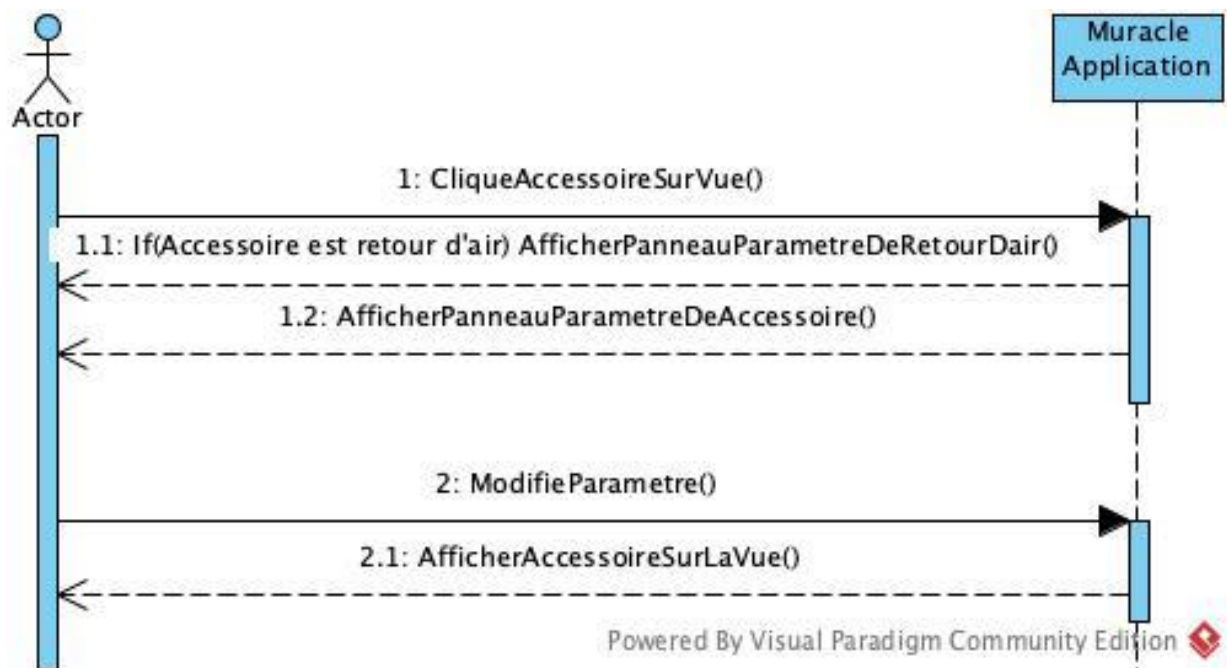 Muracle
Application
Actor
1: CliqueAccessoireSurVue()
1.1: If(Accessoire est retour d'air) AfficherPanneauParametreDeRetourDair()
1.2: AfficherPanneauParametreDeAccessoire()
2: ModifieParametre()
2.1: AfficherAccessoireSurLaVue()
Powered By Visual Paradigm Community Edition